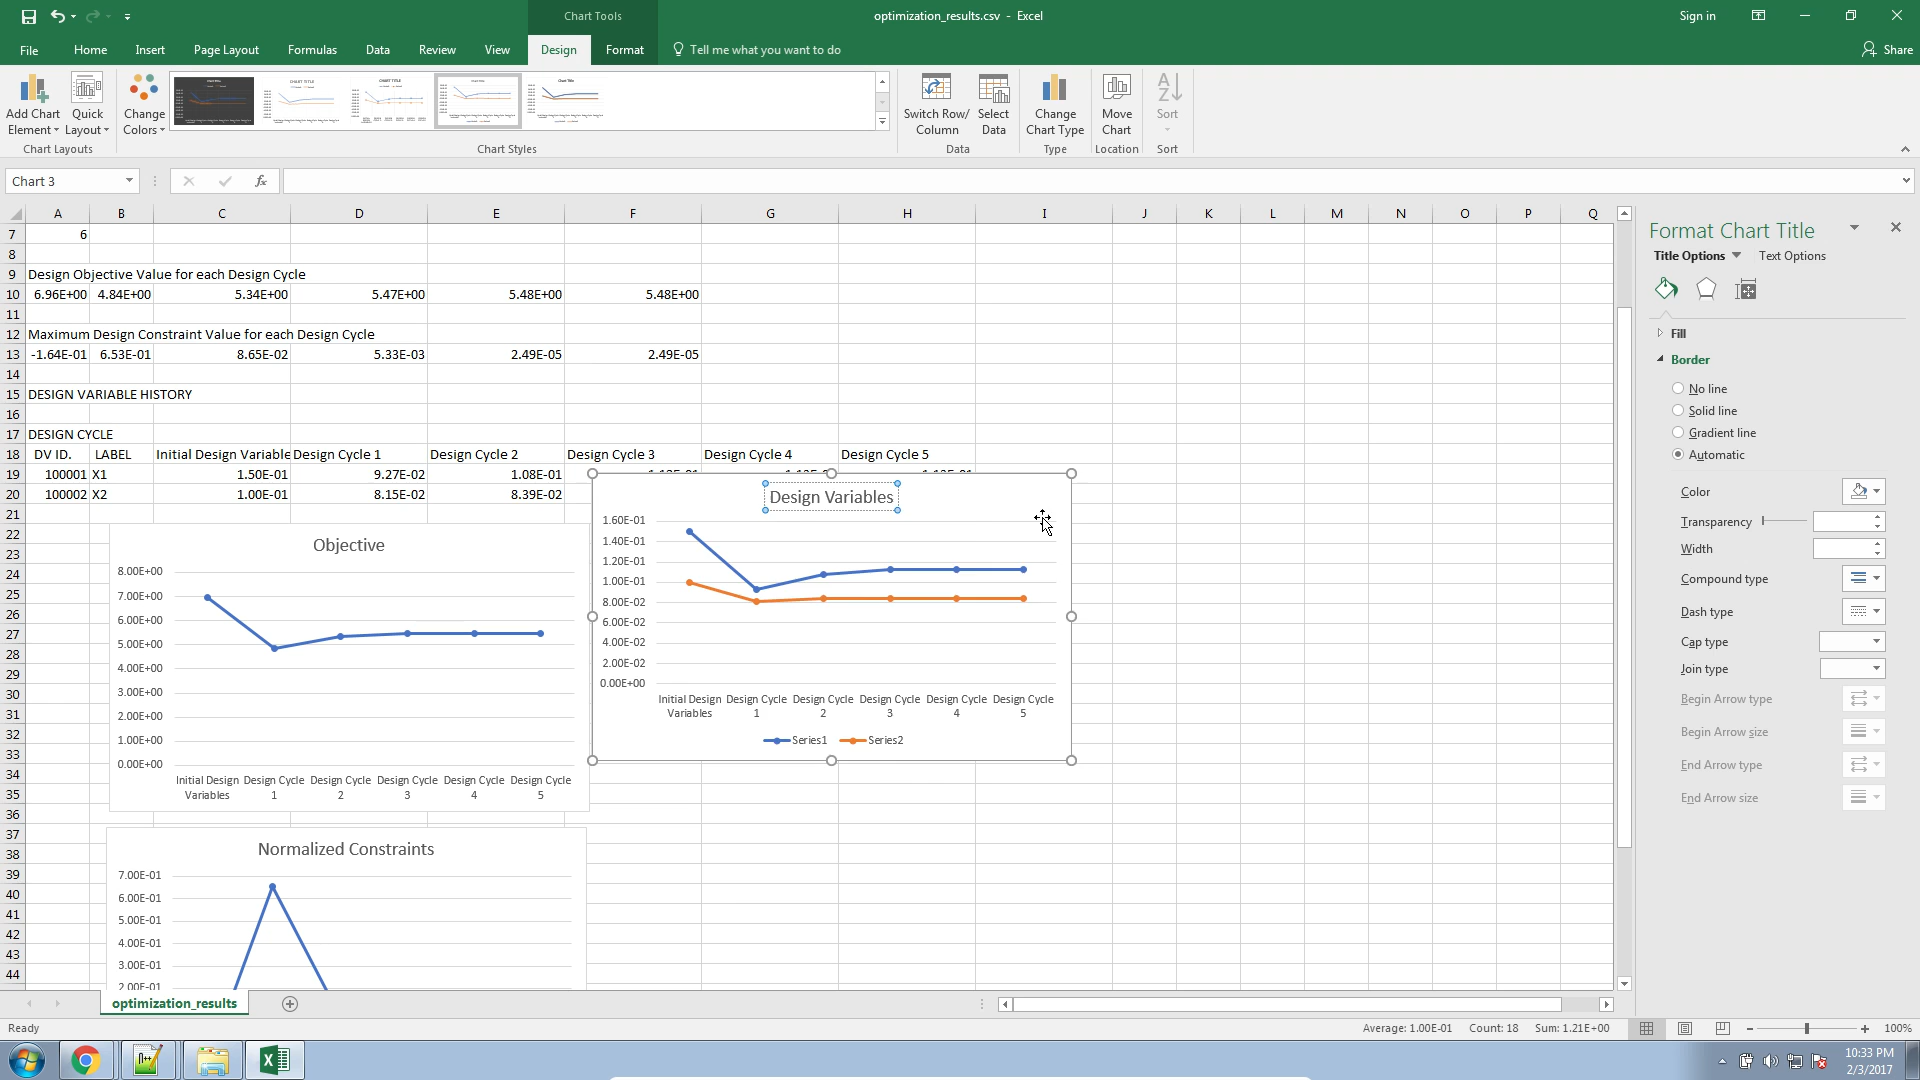 Chart Tools
optimization_results.csv - Excel
Sign in
File Home Insert Page Layout Formulas Data Review View Design Format Tell me what you want to do Share
Add Chart Element
Quick Layout
Change Colors
Switch Row/ Column
Select Data
Change Chart Type
Move Chart
Sort
Chart Layouts Chart Styles Data Type Location Sort
Chart 3 fx
A B C D E F G H I J K L M N O P Q
7 6
8
9 Design Objective Value for each Design Cycle
10 6.96E+00 4.84E+00 5.34E+00 5.47E+00 5.48E+00 5.48E+00
11
12 Maximum Design Constraint Value for each Design Cycle
13 -1.64E-01 6.53E-01 8.65E-02 5.33E-03 2.49E-05 2.49E-05
14
15 DESIGN VARIABLE HISTORY
16
17 DESIGN CYCLE
18 DV ID. LABEL Initial Design Variable Design Cycle 1 Design Cycle 2 Design Cycle 3 Design Cycle 4 Design Cycle 5
19 100001 X1 1.50E-01 9.27E-02 1.08E-01
20 100002 X2 1.00E-01 8.15E-02 8.39E-02
21
22
23
24
25
26
27
28
29
30
31
32
33
34
35
36
37
38
39
40
41
42
43
44
Objective
8.00E+00
7.00E+00
6.00E+00
5.00E+00
4.00E+00
3.00E+00
2.00E+00
1.00E+00
0.00E+00
Initial Design Design Cycle Design Cycle Design Cycle Design Cycle Design Cycle
Variables 1 2 3 4 5
Design Variables
1.60E-01
1.40E-01
1.20E-01
1.00E-01
8.00E-02
6.00E-02
4.00E-02
2.00E-02
0.00E+00
Initial Design Design Cycle Design Cycle Design Cycle Design Cycle Design Cycle
Variables 1 2 3 4 5
Series1 Series2
Normalized Constraints
7.00E-01
6.00E-01
5.00E-01
4.00E-01
3.00E-01
2.00E-01
Format Chart Title
Title Options Text Options
Fill
Border
No line
Solid line
Gradient line
Automatic
Color
Transparency
Width
Compound type
Dash type
Cap type
Join type
Begin Arrow type
Begin Arrow size
End Arrow type
End Arrow size
optimization_results
Ready Average: 1.00E-01 Count: 18 Sum: 1.21E+00 100%
10:33 PM
2/3/2017